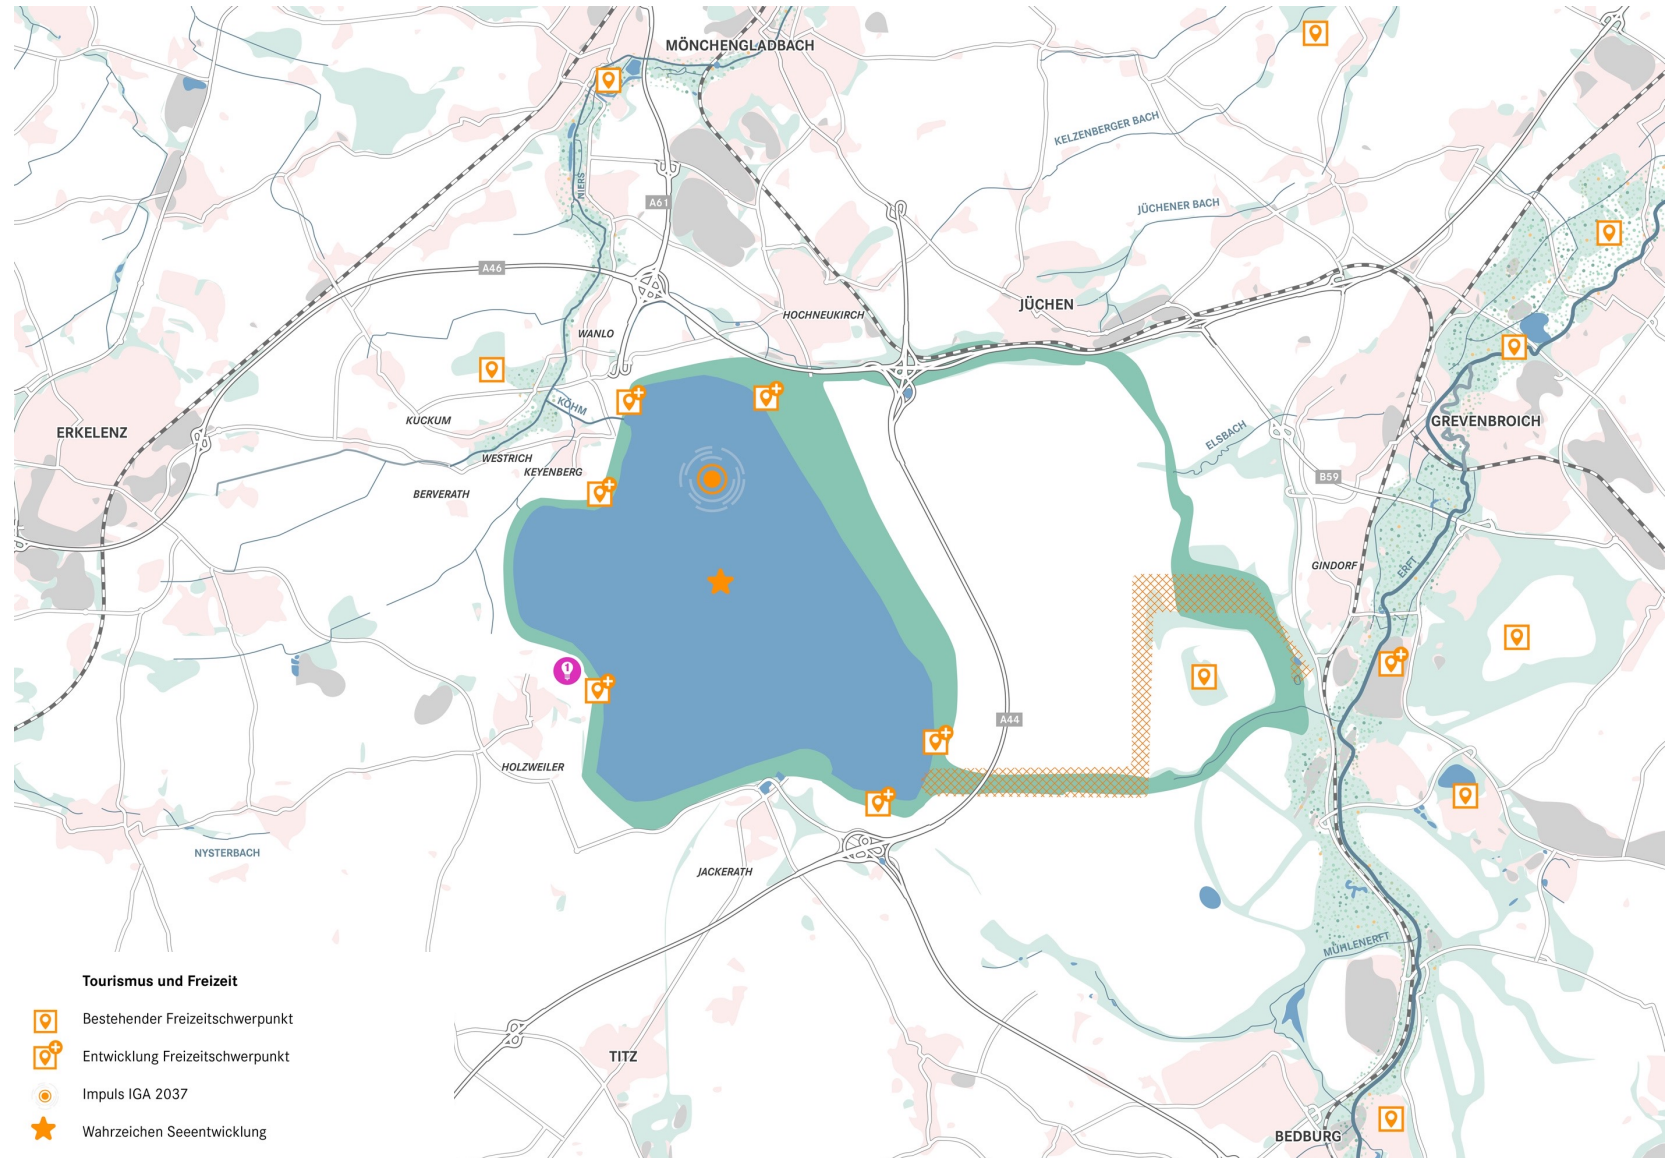 MÖNCHENGLADBACH
KELZENBERGER BACH
NIERS
A61
JÜCHENER BACH
A46
JÜCHEN
HOCHNEUKIRCH
WANLO
KÖHM
KUCKUM
ERKELENZ
GREVENBROICH
ELSBACH
WESTRICH
KEYENBERG
B59
BERVERATH
GINDORF
ERFT
1
A44
HOLZWEILER
NYSTERBACH
JACKERATH
MÜHLENERFT
TITZ
BEDBURG
Tourismus und Freizeit
Bestehender Freizeitschwerpunkt
Entwicklung Freizeitschwerpunkt
Impuls IGA 2037
Wahrzeichen Seeentwicklung